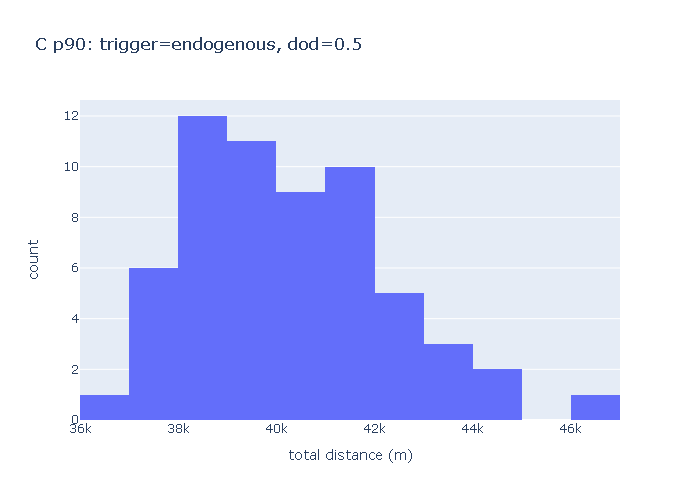 C p90: trigger=endogenous, dod=0.5
12
10
8
6
4
2
0
count
36k 38k 40k 42k 44k 46k
total distance (m)